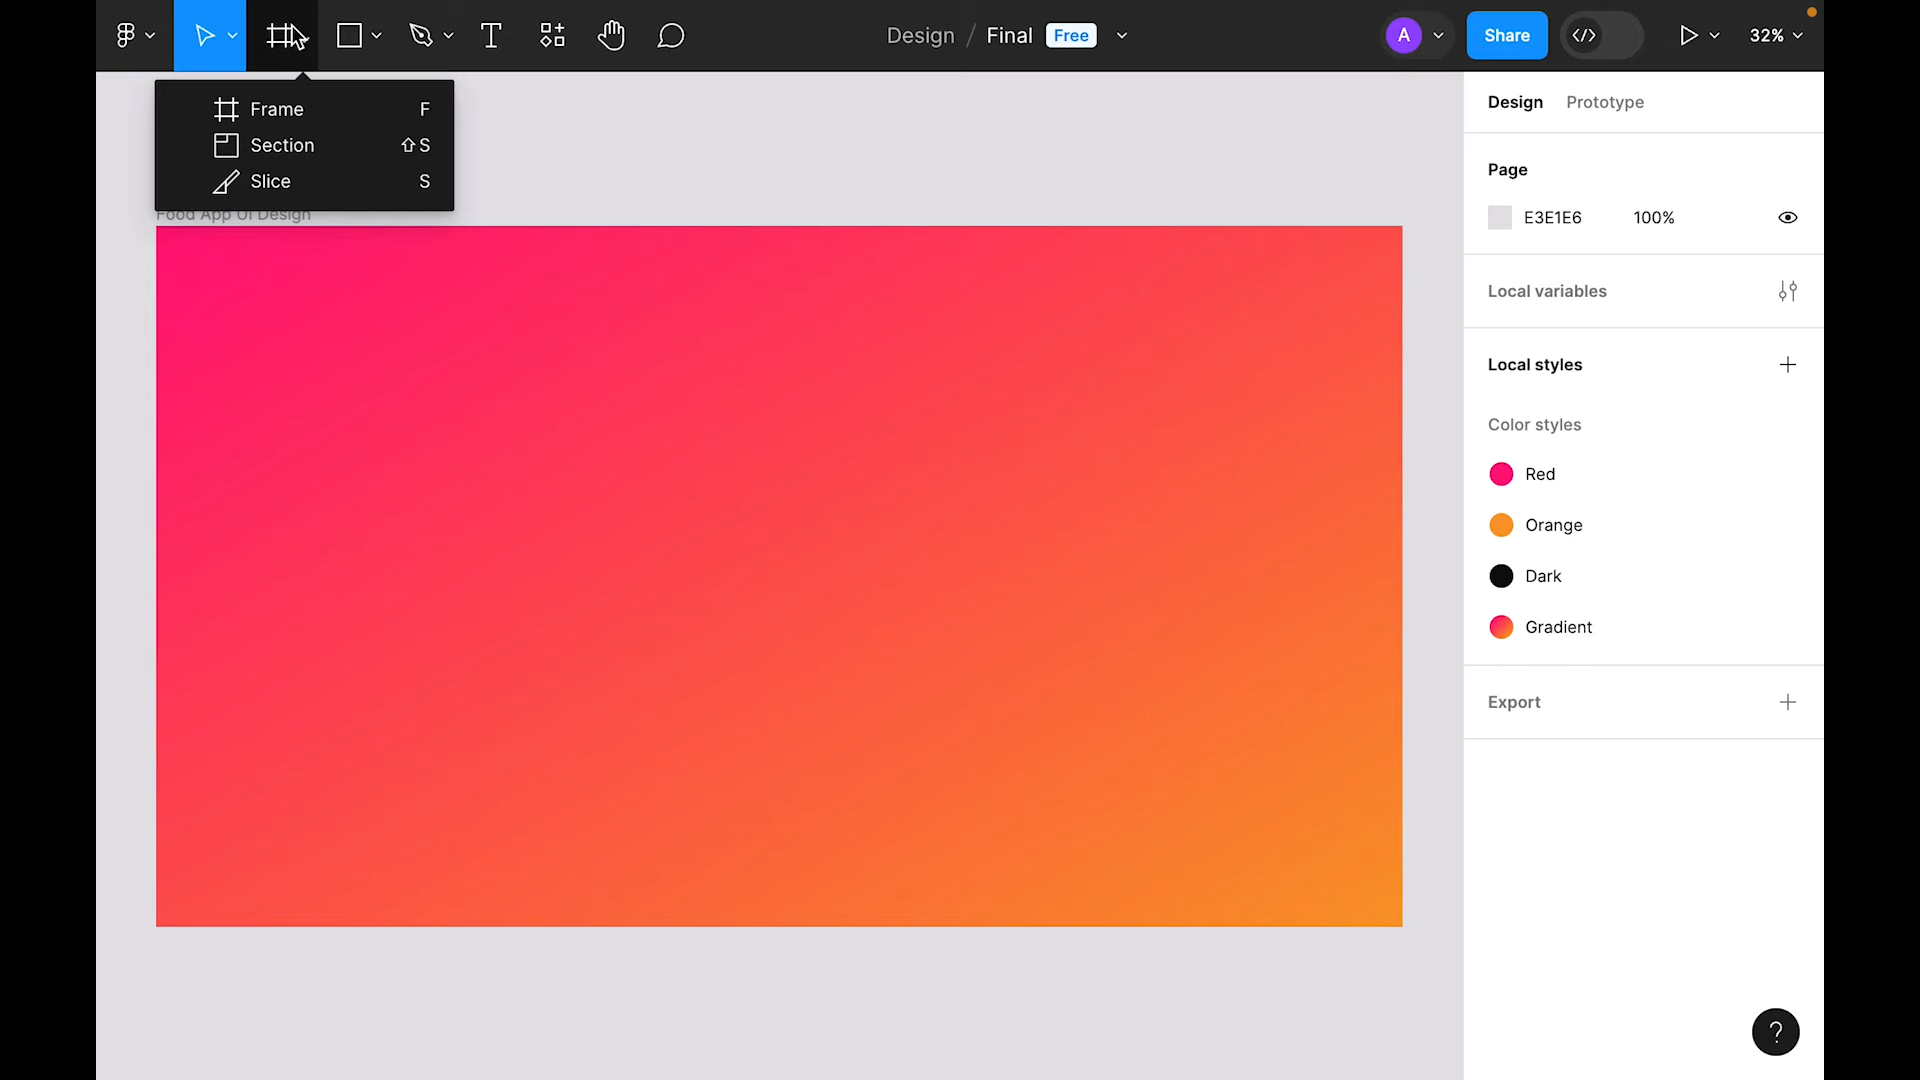 Design / Final Free
A
Share
32%
Frame F
Section ⇧S
Slice S
Food App UI Design
Design Prototype
Page
E3E1E6 100%
Local variables
Local styles
Color styles
Red
Orange
Dark
Gradient
Export
?